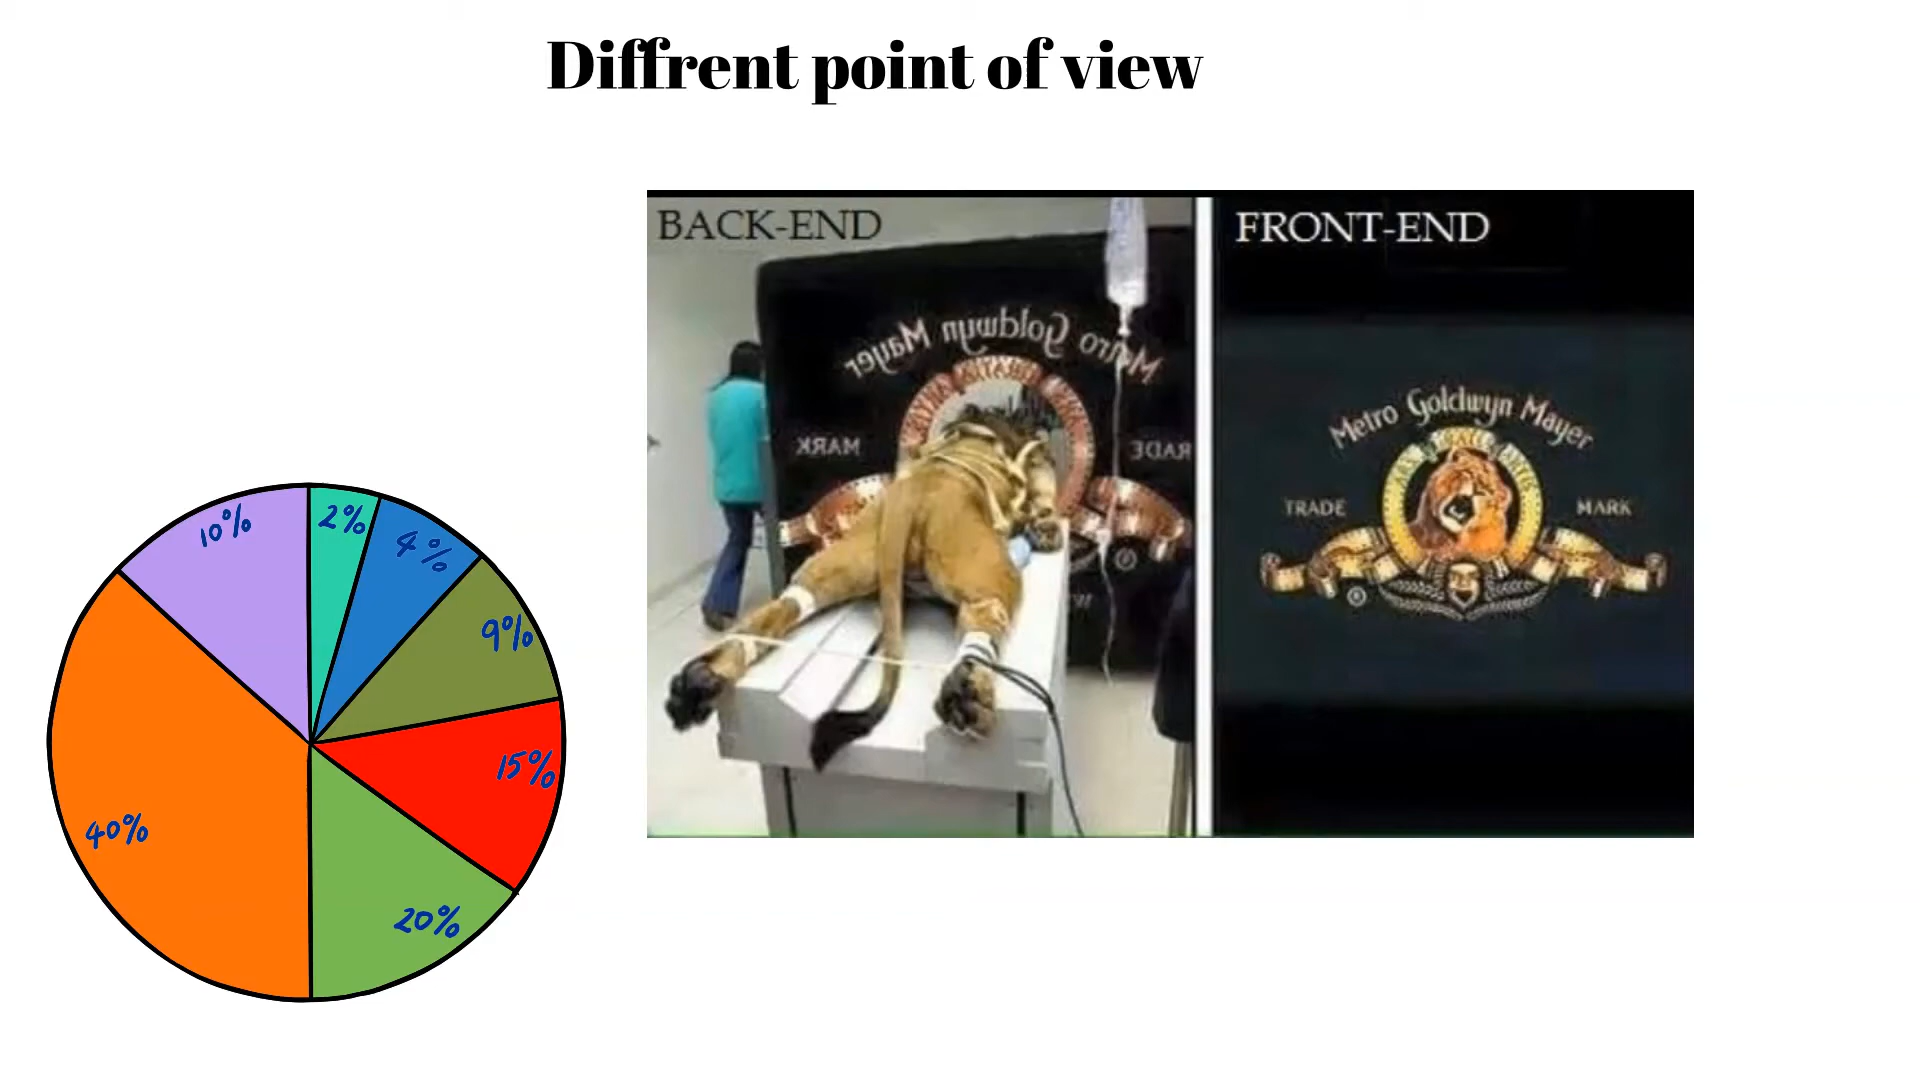 Diffrent point of view
BACK-END
FRONT-END
Metro Goldwyn Mayer
MARK
TRADE
Metro Goldwyn Mayer
TRADE
MARK
®
10%
2%
4%
9%
15%
40%
20%